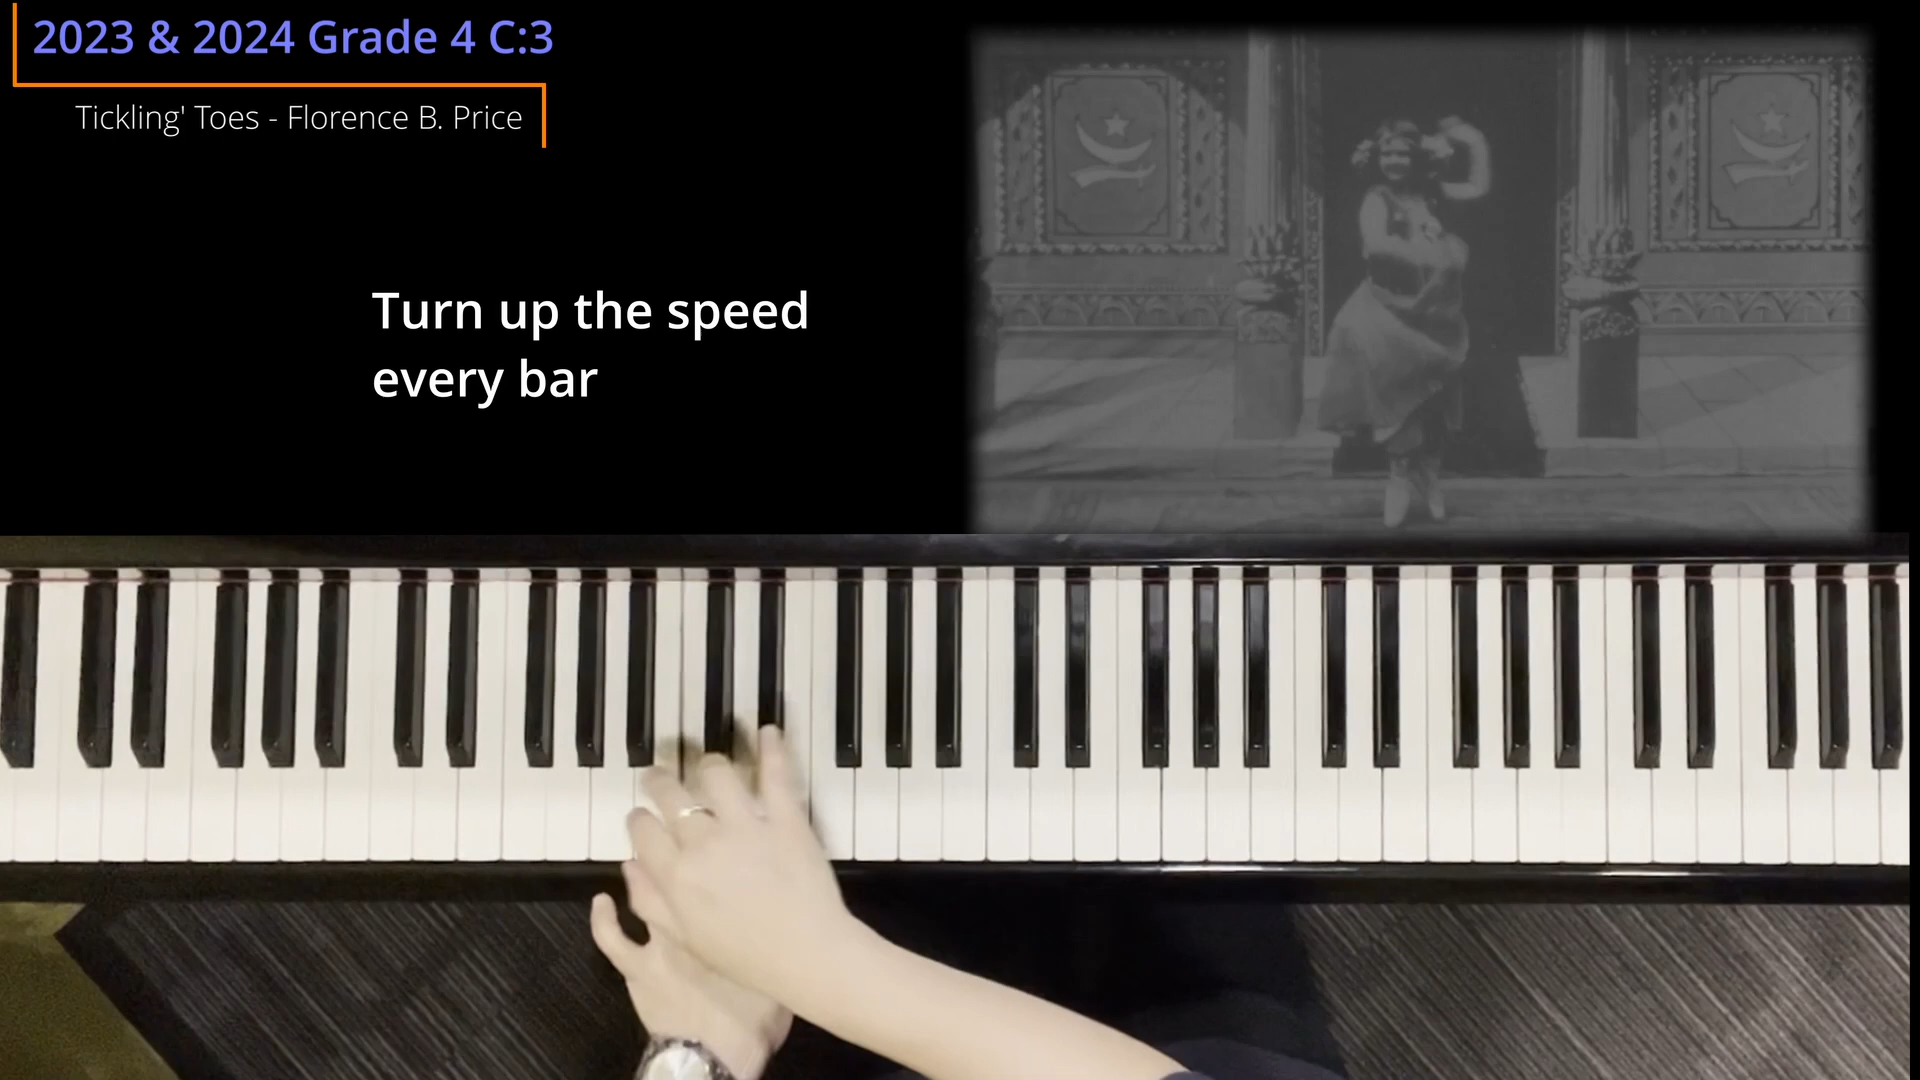 2023 & 2024 Grade 4 C:3
Tickling' Toes - Florence B. Price
Turn up the speed
every bar